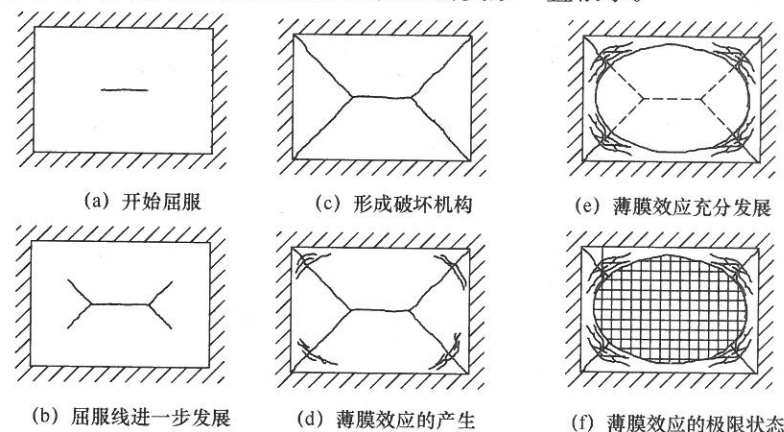 (a) 开始屈服
(c) 形成破坏机构
(e) 薄膜效应充分发展
(b) 屈服线进一步发展
(d) 薄膜效应的产生
(f) 薄膜效应的极限状态